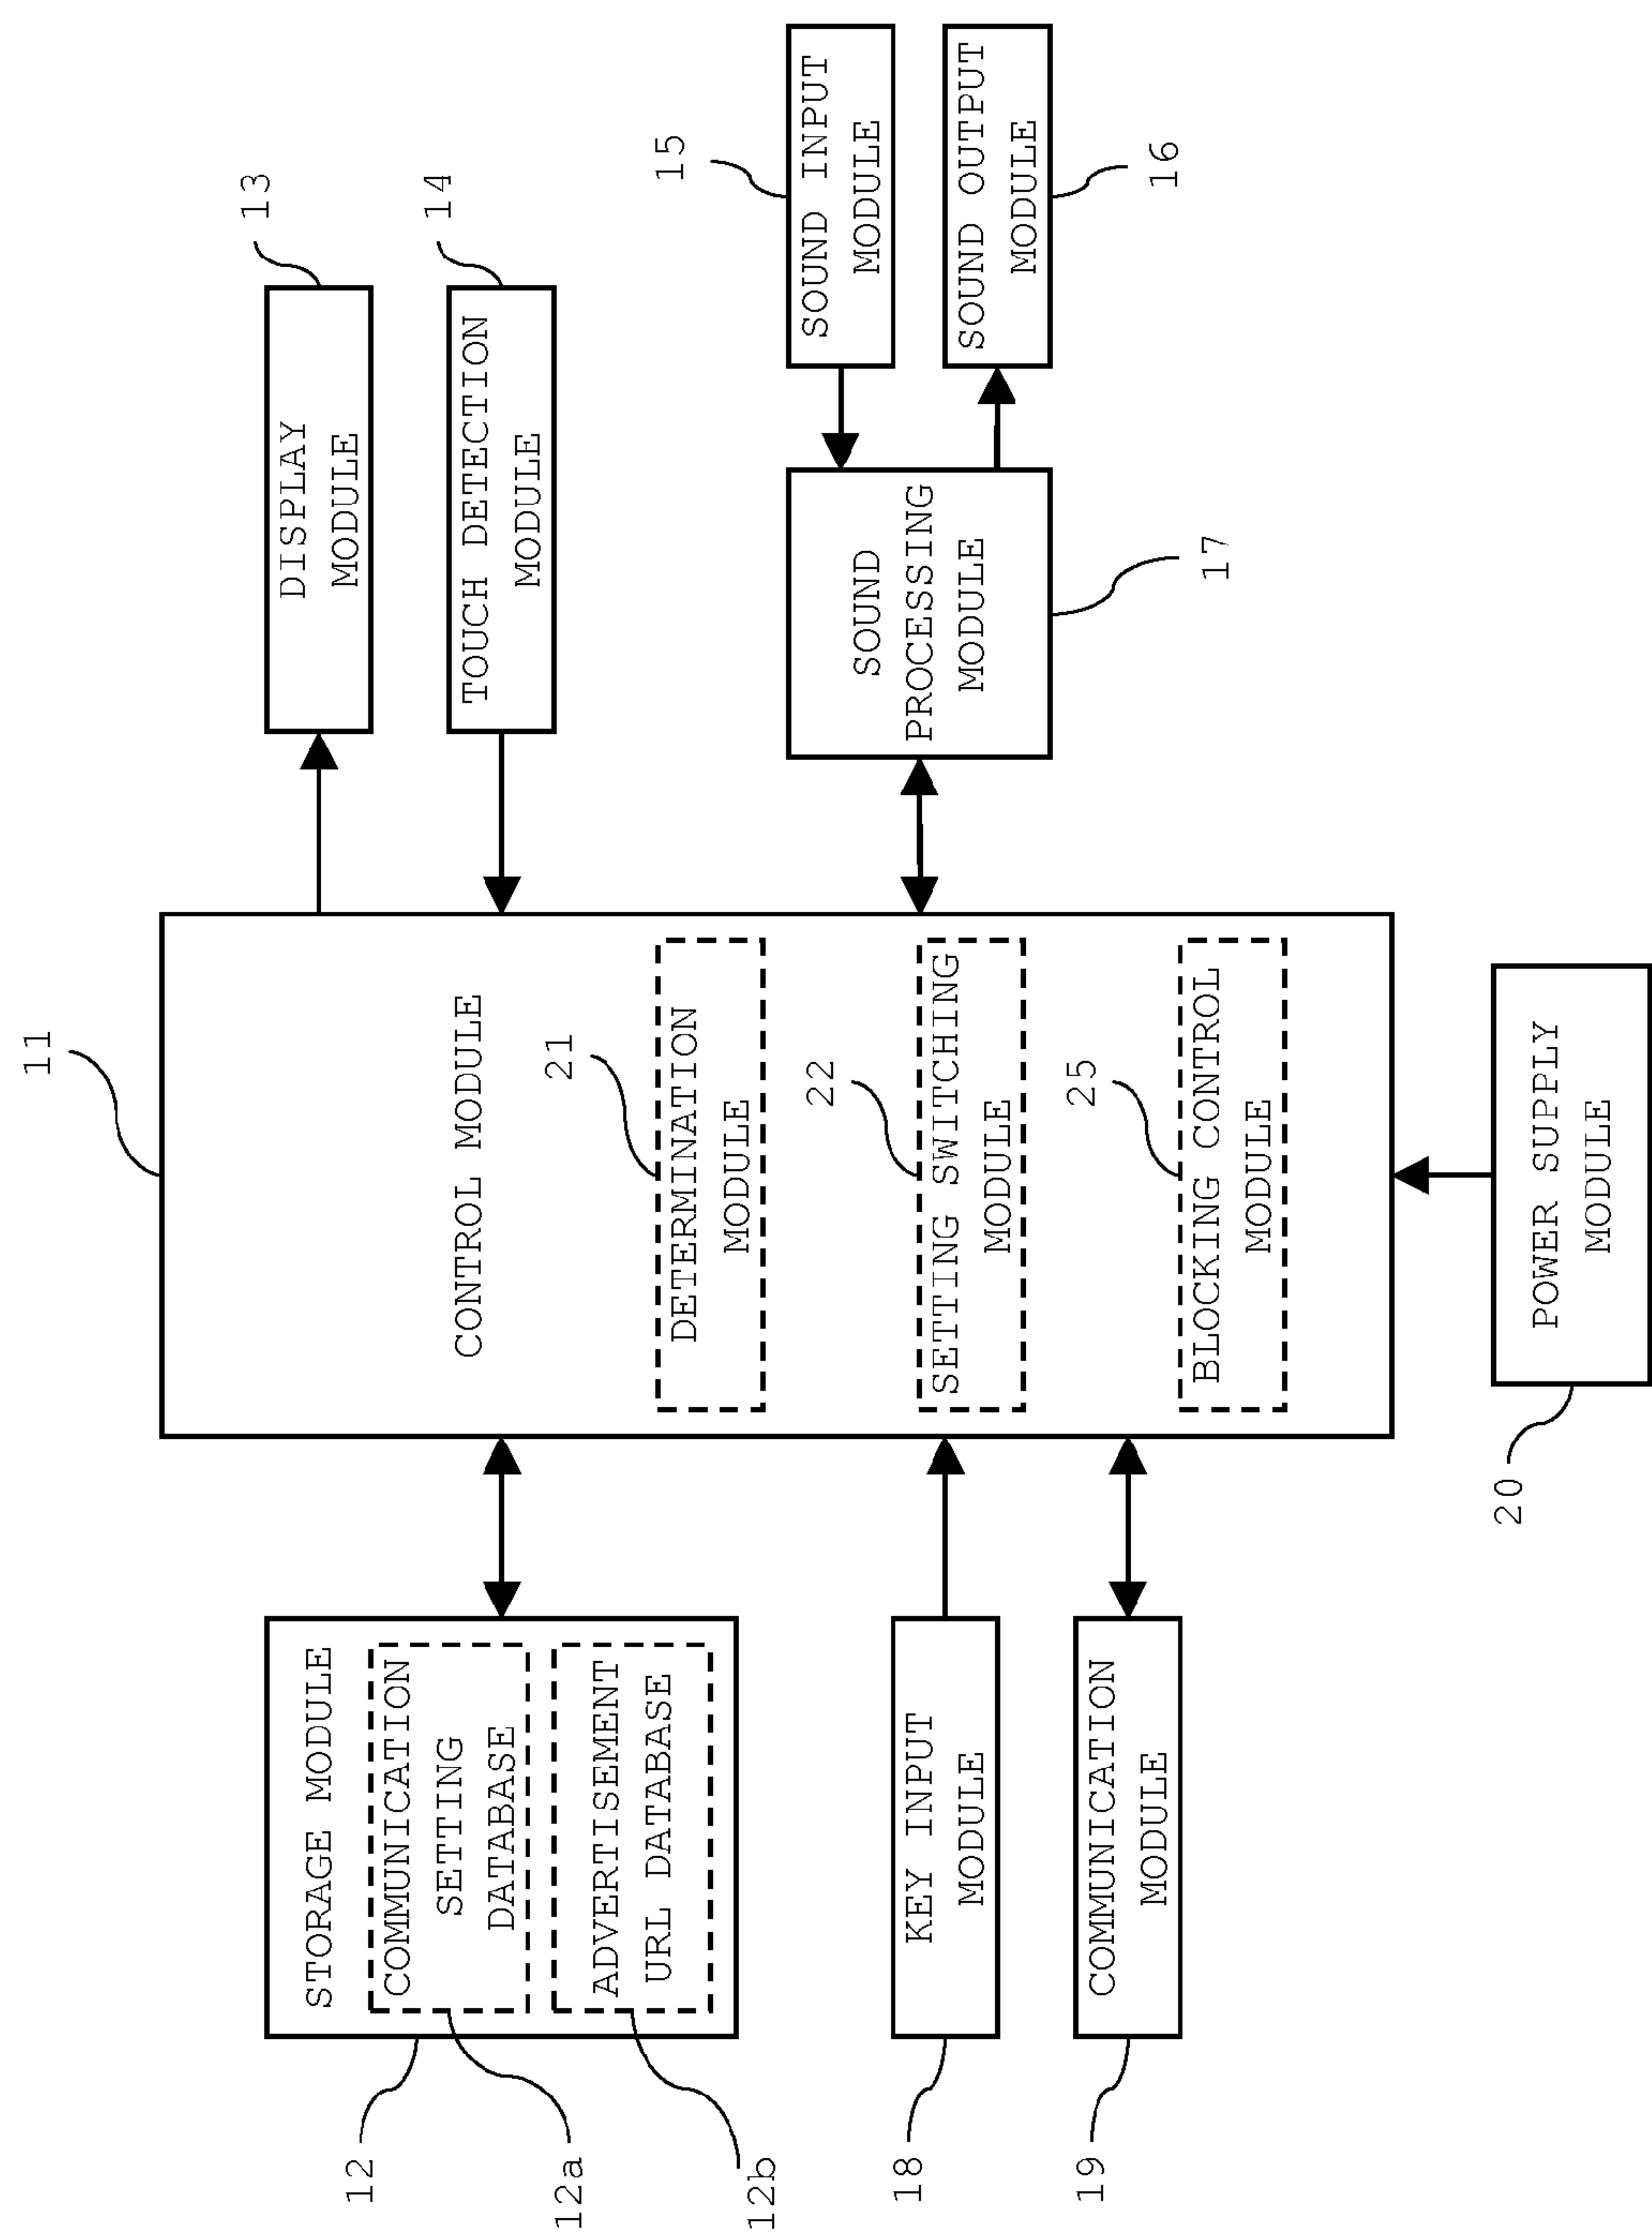 11
CONTROL MODULE
21
DETERMINATION
MODULE
22
SETTING SWITCHING
MODULE
25
BLOCKING CONTROL
MODULE
12
STORAGE MODULE
12a
COMMUNICATION
SETTING
DATABASE
12b
ADVERTISEMENT
URL DATABASE
18
KEY INPUT
MODULE
19
COMMUNICATION
MODULE
20
POWER SUPPLY
MODULE
13
DISPLAY
MODULE
14
TOUCH DETECTION
MODULE
15
SOUND INPUT
MODULE
16
SOUND OUTPUT
MODULE
17
SOUND
PROCESSING
MODULE